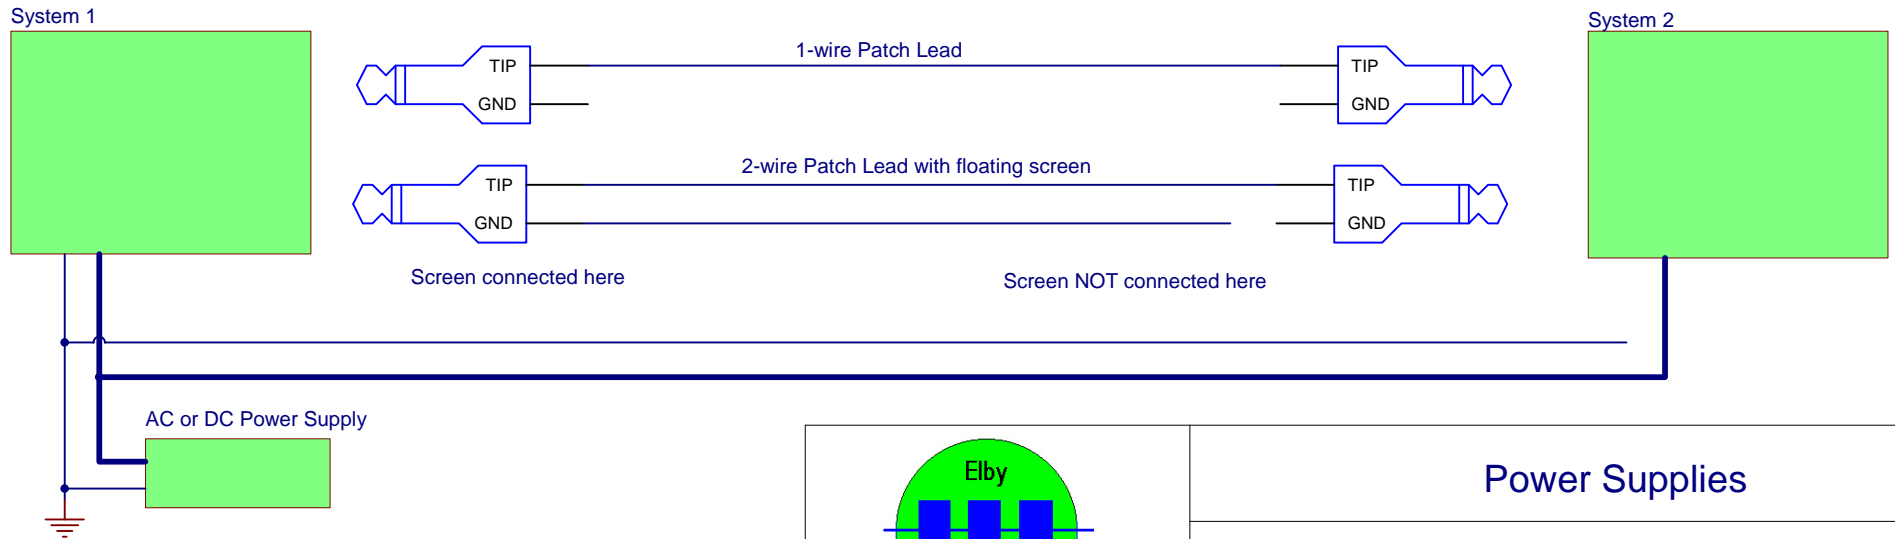 System 1
System 2
1-wire Patch Lead
TIP
TIP
GND
GND
2-wire Patch Lead with floating screen
TIP
TIP
GND
GND
Screen connected here
Screen NOT connected here
AC or DC Power Supply
Elby
Power Supplies